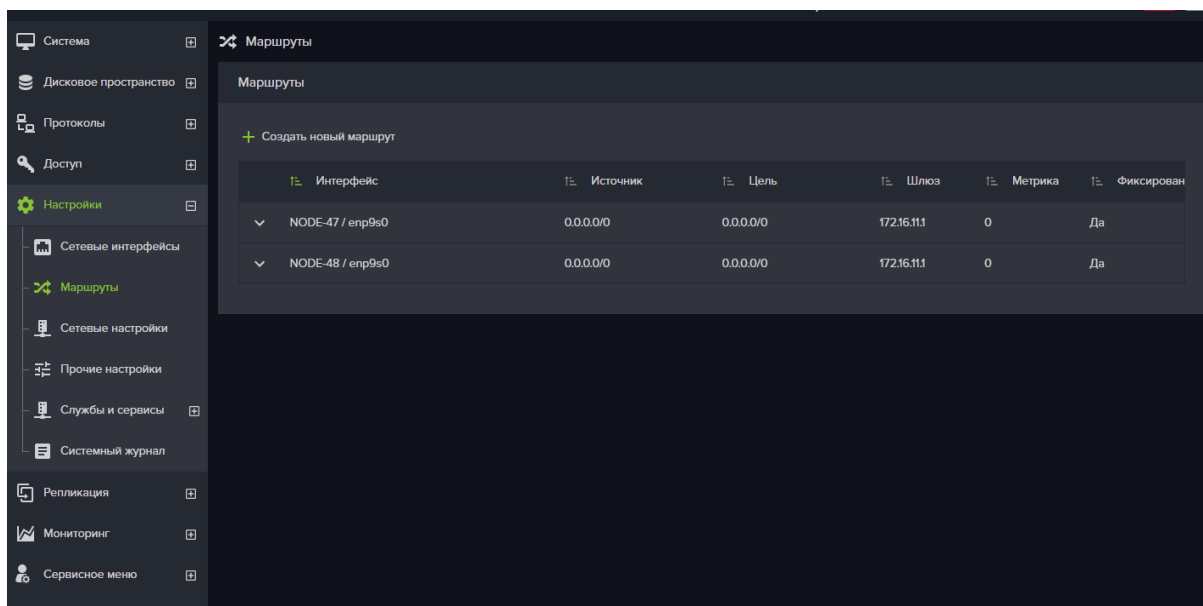 Система
Маршруты
Дисковое пространство
Маршруты
Протоколы
Создать новый маршрут
Доступ
Интерфейс Источник Цель Шлюз Метрика Фиксирован
Настройки
NODE-47 / enp9s0 0.0.0.0/0 0.0.0.0/0 172.16.11.1 0 Да
Сетевые интерфейсы
NODE-48 / enp9s0 0.0.0.0/0 0.0.0.0/0 172.16.11.1 0 Да
Маршруты
Сетевые настройки
Прочие настройки
Службы и сервисы
Системный журнал
Репликация
Мониторинг
Сервисное меню